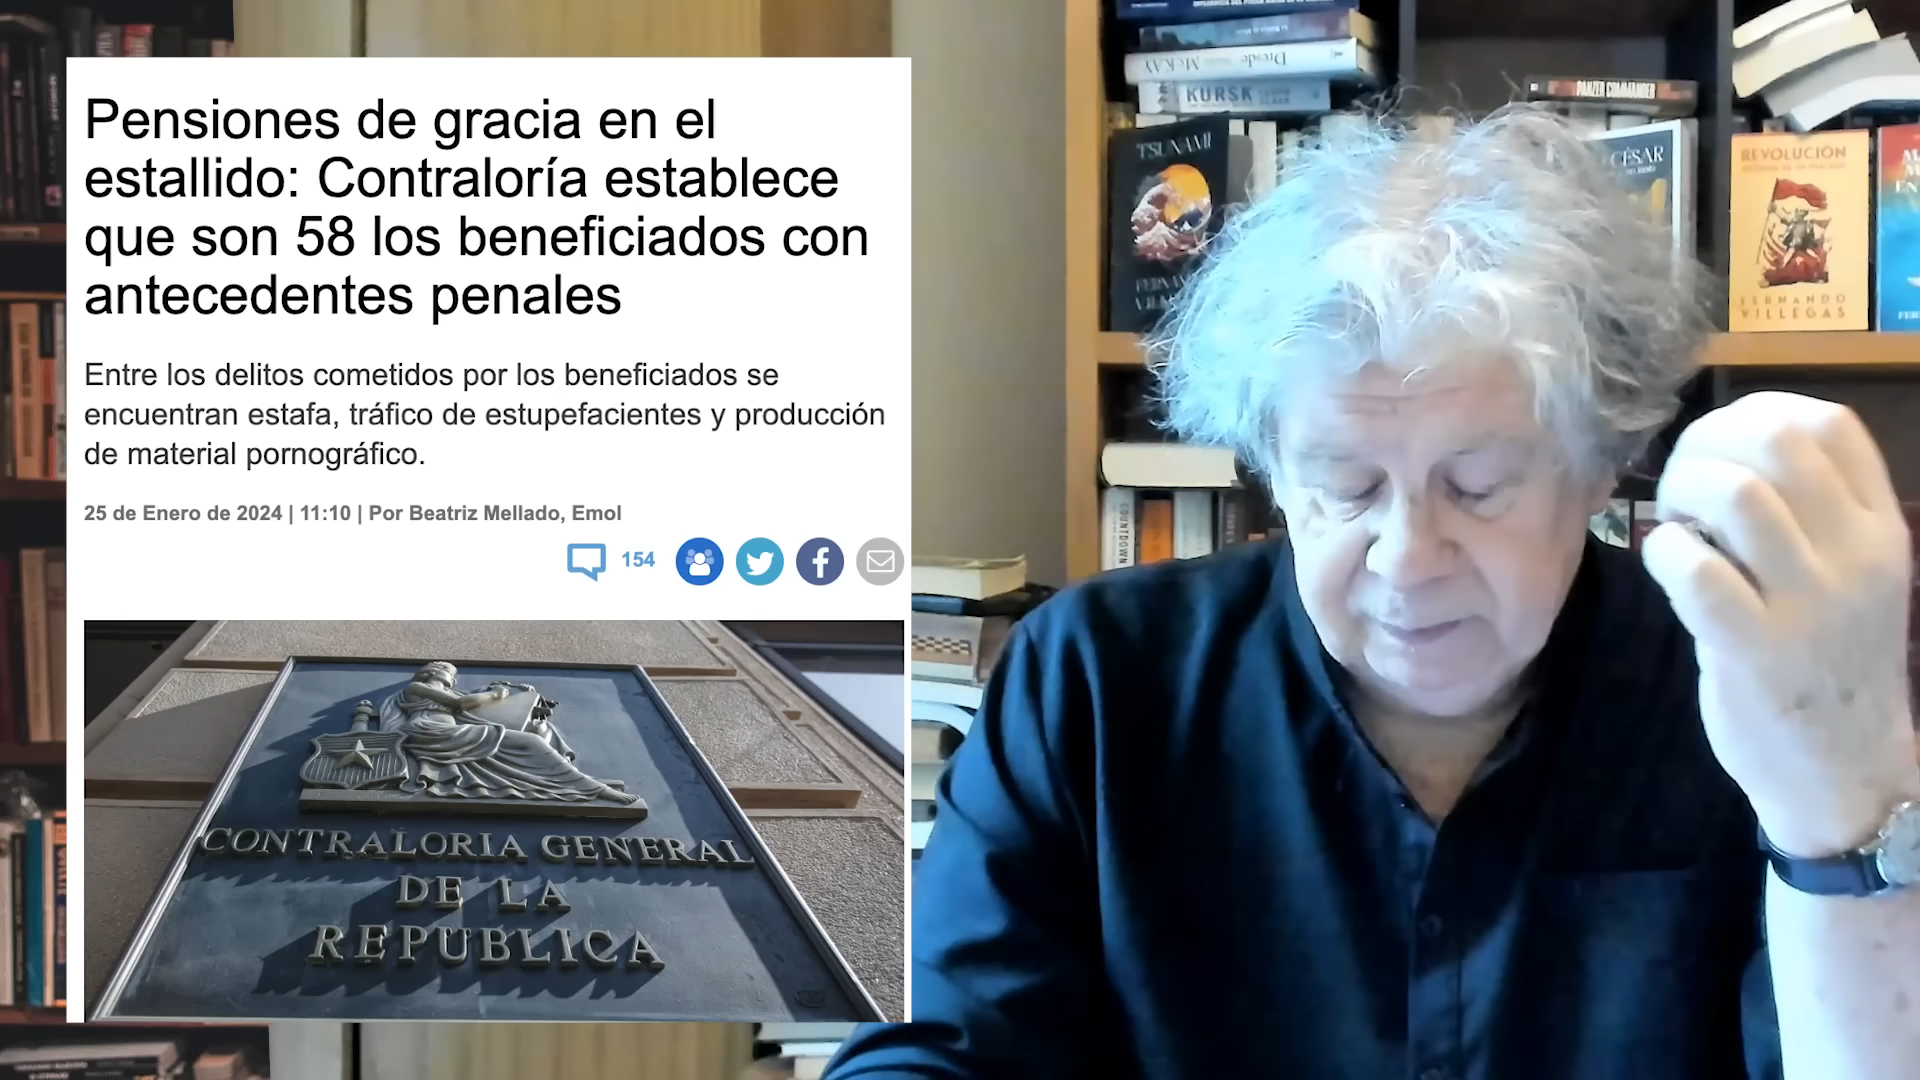 Pensiones de gracia en el
estallido: Contraloría establece
que son 58 los beneficiados con
antecedentes penales
Entre los delitos cometidos por los beneficiados se
encuentran estafa, tráfico de estupefacientes y producción
de material pornográfico.
25 de Enero de 2024 | 11:10 | Por Beatriz Mellado, Emol
154
CONTRALORIA GENERAL
DE LA
REPUBLICA
Dresde
McKAY
KURSK
PANZER COMMANDER
TSUNAMI
CÉSAR
REVOLUCIÓN
FERNANDO
VILLEGAS
COUNTDOWN